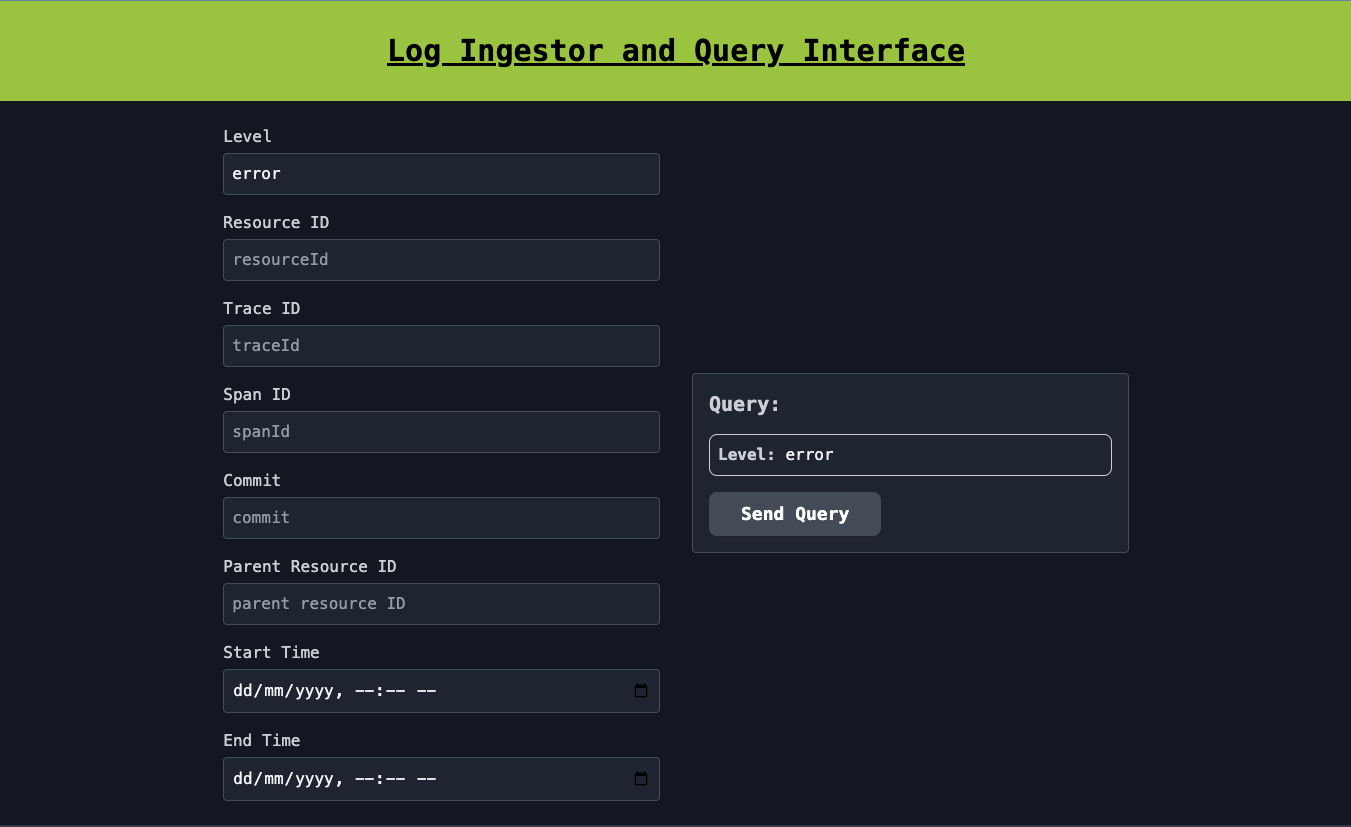 Log Ingestor and Query Interface
Level
error
Resource ID
resourceId
Trace ID
traceId
Span ID
spanId
Commit
commit
Parent Resource ID
parent resource ID
Start Time
dd/mm/yyyy, --:-- --
End Time
dd/mm/yyyy, --:-- --
Query:
Level: error
Send Query